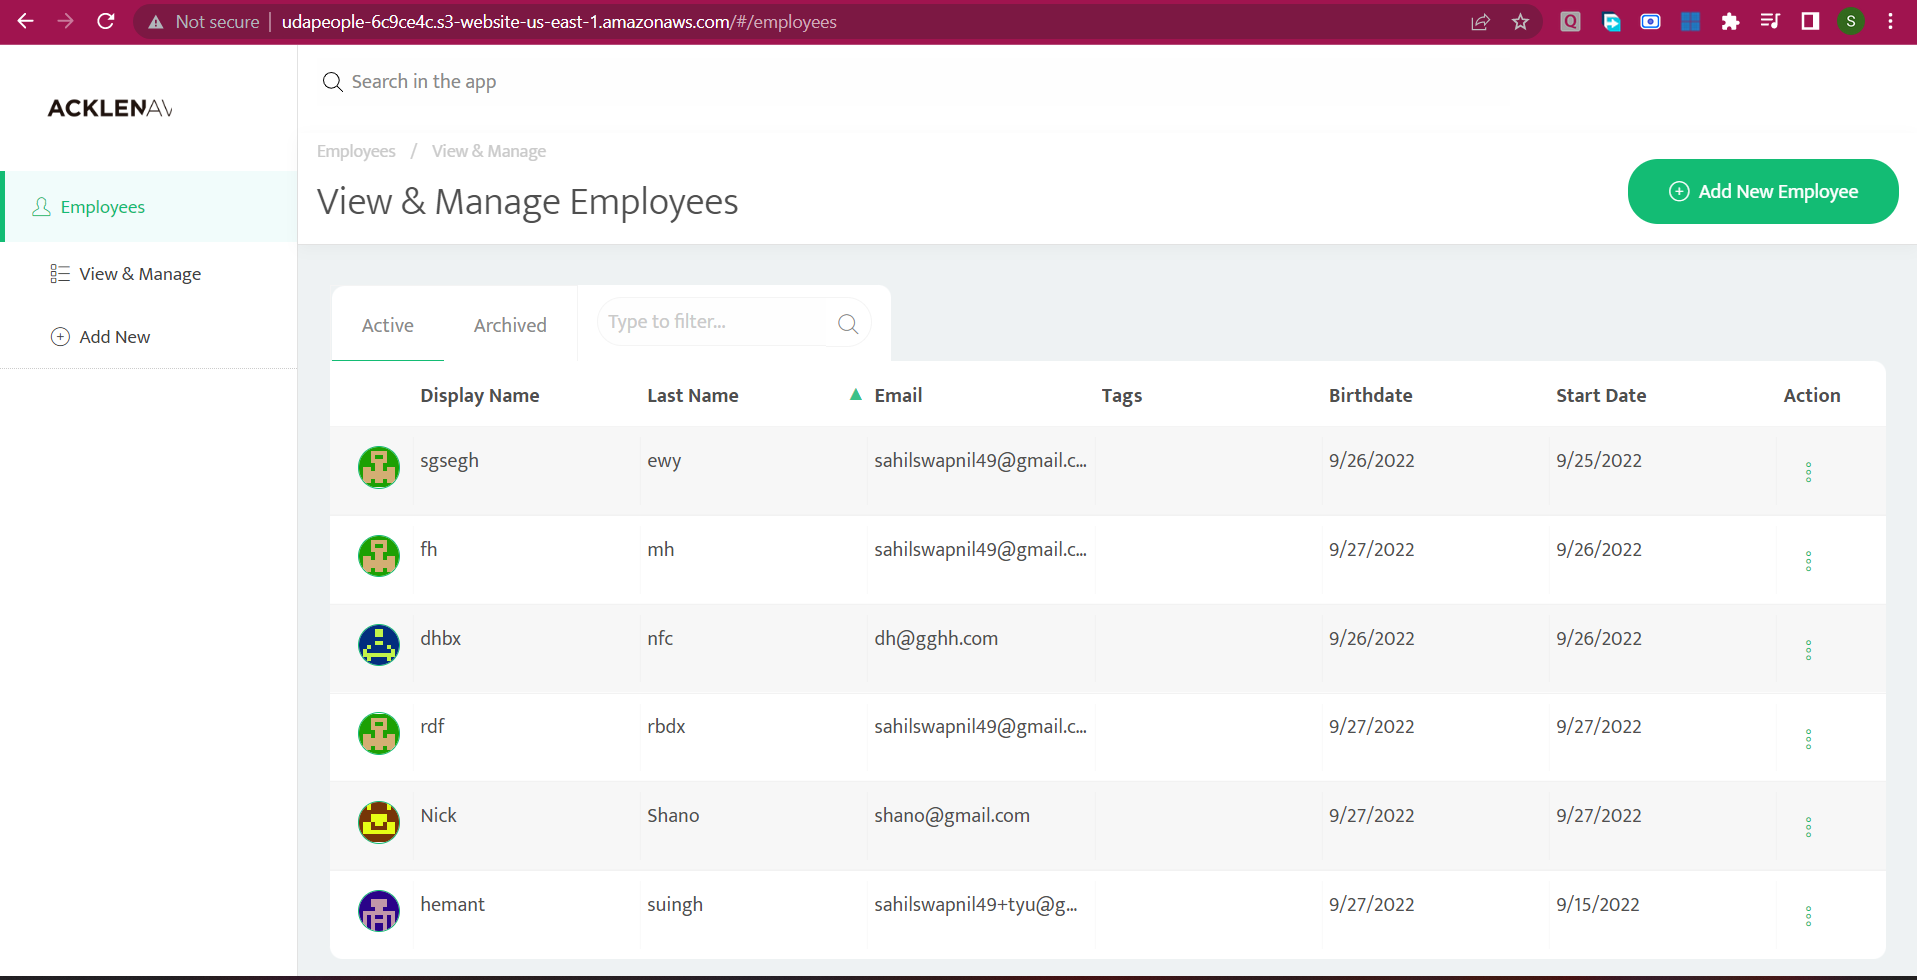 Not secure | udapeople-6c9ce4c.s3-website-us-east-1.amazonaws.com/#/employees
S
ACKLENAV
Search in the app
Employees / View & Manage
View & Manage Employees
Add New Employee
Employees
View & Manage
Add New
Active Archived Type to filter...
Display Name Last Name Email Tags Birthdate Start Date Action
sgsegh ewy sahilswapnil49@gmail.c... 9/26/2022 9/25/2022
fh mh sahilswapnil49@gmail.c... 9/27/2022 9/26/2022
dhbx nfc dh@gghh.com 9/26/2022 9/26/2022
rdf rbdx sahilswapnil49@gmail.c... 9/27/2022 9/27/2022
Nick Shano shano@gmail.com 9/27/2022 9/27/2022
hemant suingh sahilswapnil49+tyu@g... 9/27/2022 9/15/2022